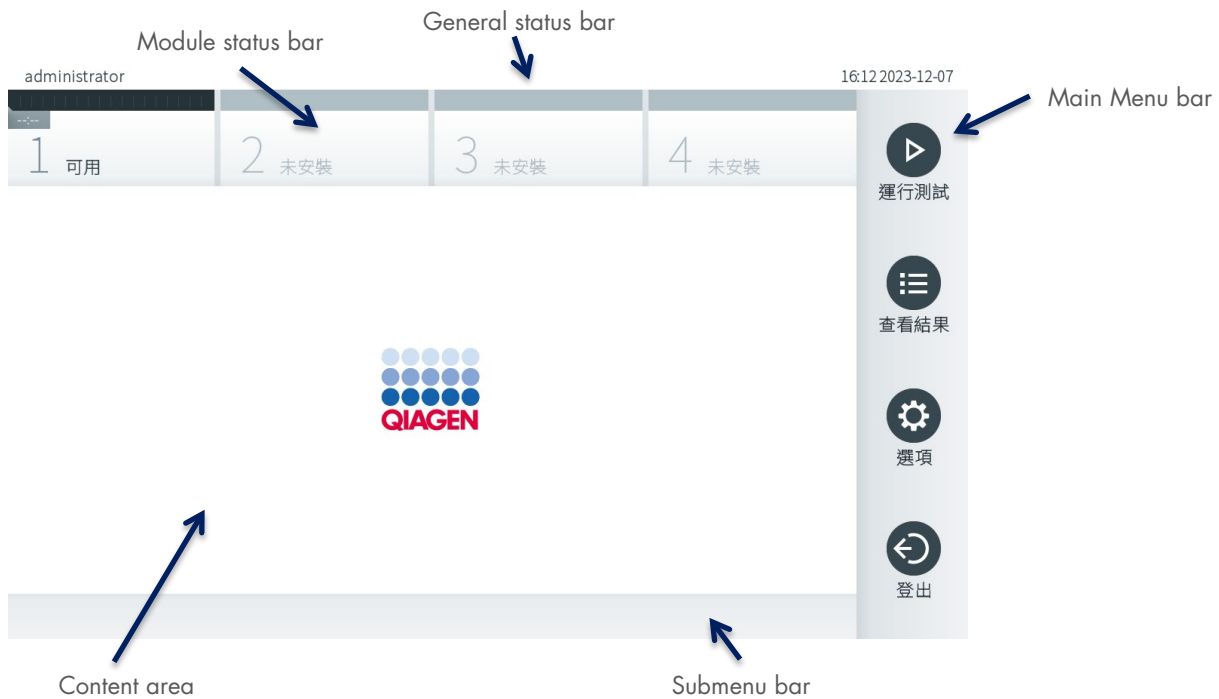 General status bar
Module status bar
administrator
16:12 2023-12-07
Main Menu bar
--:--
1 可用
2 未安裝
3 未安裝
4 未安裝
運行測試
查看結果
QIAGEN
選項
登出
Content area
Submenu bar